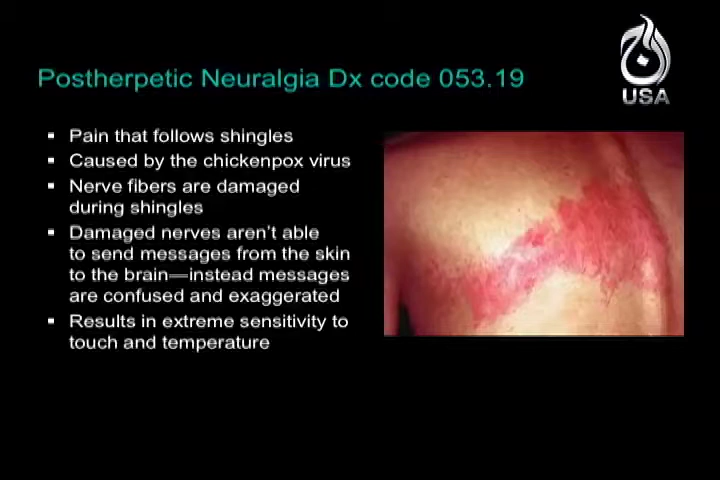 USA
Postherpetic Neuralgia Dx code 053.19
▪ Pain that follows shingles
▪ Caused by the chickenpox virus
▪ Nerve fibers are damaged
during shingles
▪ Damaged nerves aren't able
to send messages from the skin
to the brain—instead messages
are confused and exaggerated
▪ Results in extreme sensitivity to
touch and temperature